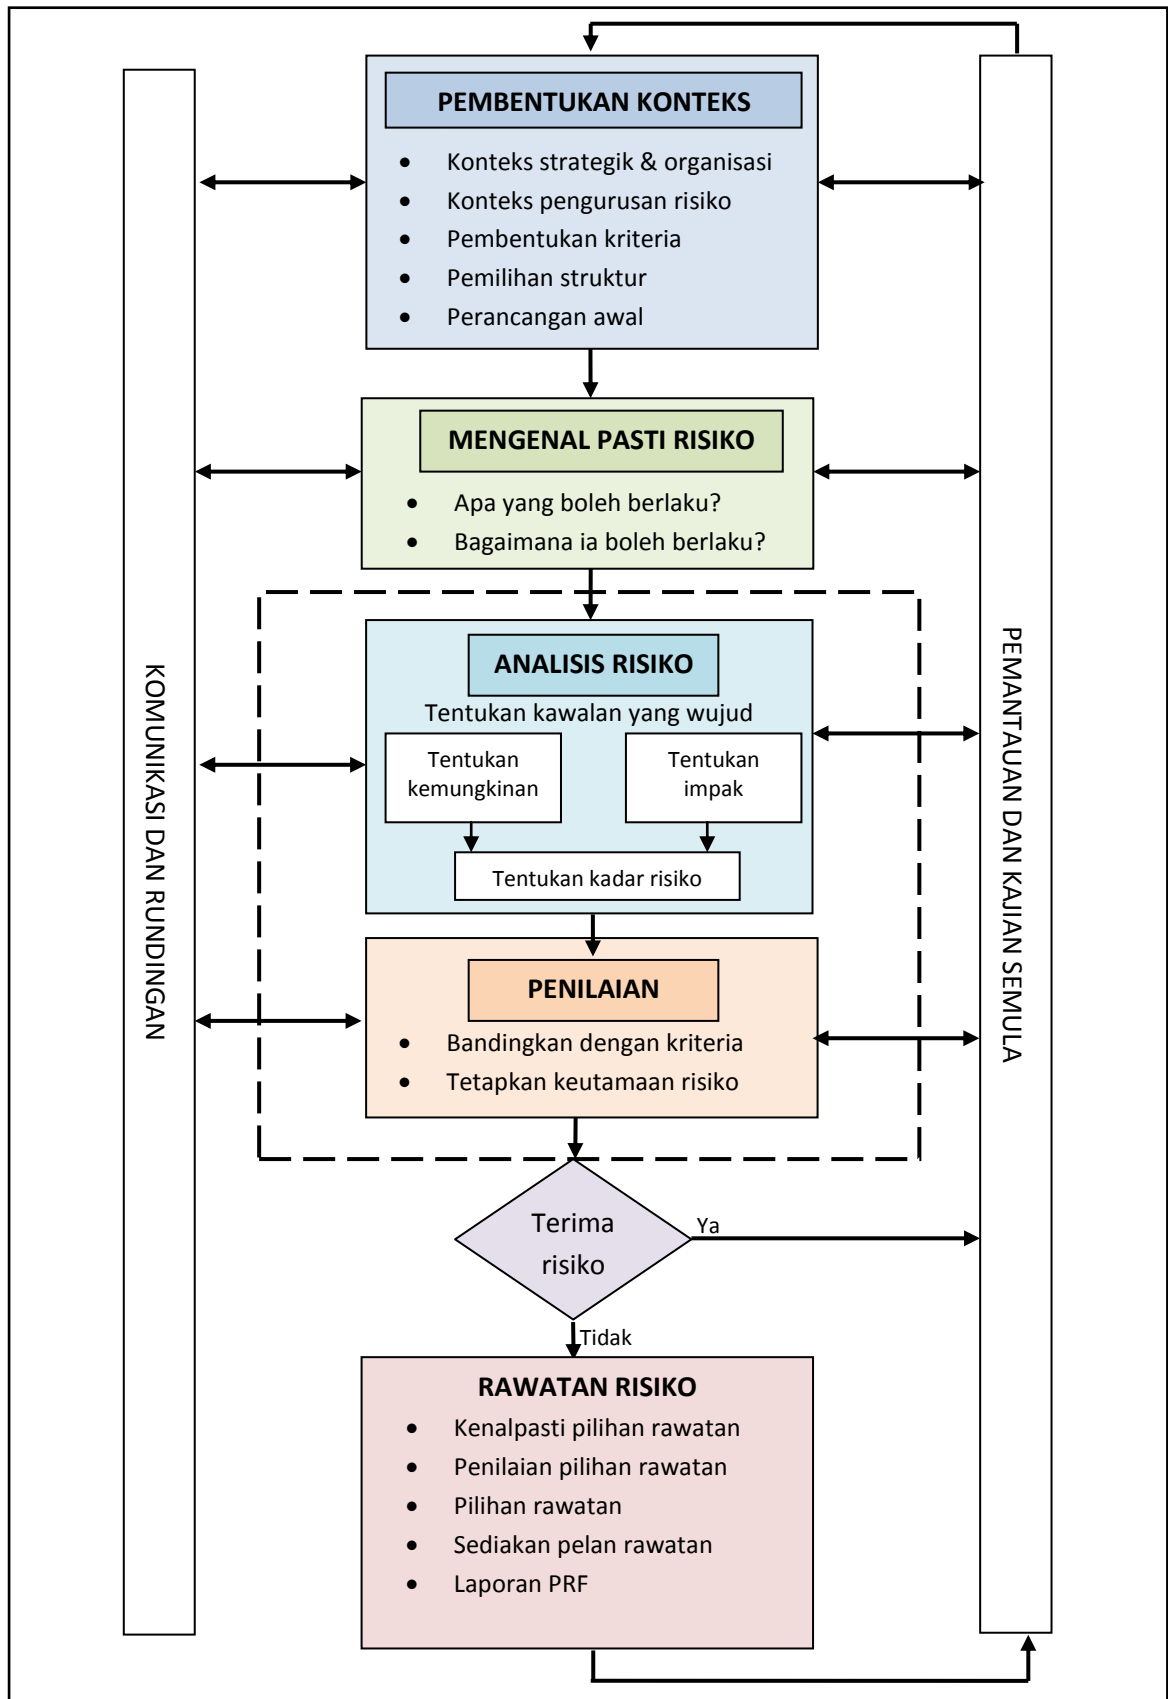 PEMBENTUKAN KONTEKS
• Konteks strategik & organisasi
• Konteks pengurusan risiko
• Pembentukan kriteria
• Pemilihan struktur
• Perancangan awal
MENGENAL PASTI RISIKO
• Apa yang boleh berlaku?
• Bagaimana ia boleh berlaku?
ANALISIS RISIKO
Tentukan kawalan yang wujud
Tentukan
kemungkinan
Tentukan
impak
Tentukan kadar risiko
PENILAIAN
• Bandingkan dengan kriteria
• Tetapkan keutamaan risiko
Terima
risiko
Ya
Tidak
RAWATAN RISIKO
• Kenalpasti pilihan rawatan
• Penilaian pilihan rawatan
• Pilihan rawatan
• Sediakan pelan rawatan
• Laporan PRF
KOMUNIKASI DAN RUNDINGAN
PEMANTAUAN DAN KAJIAN SEMULA